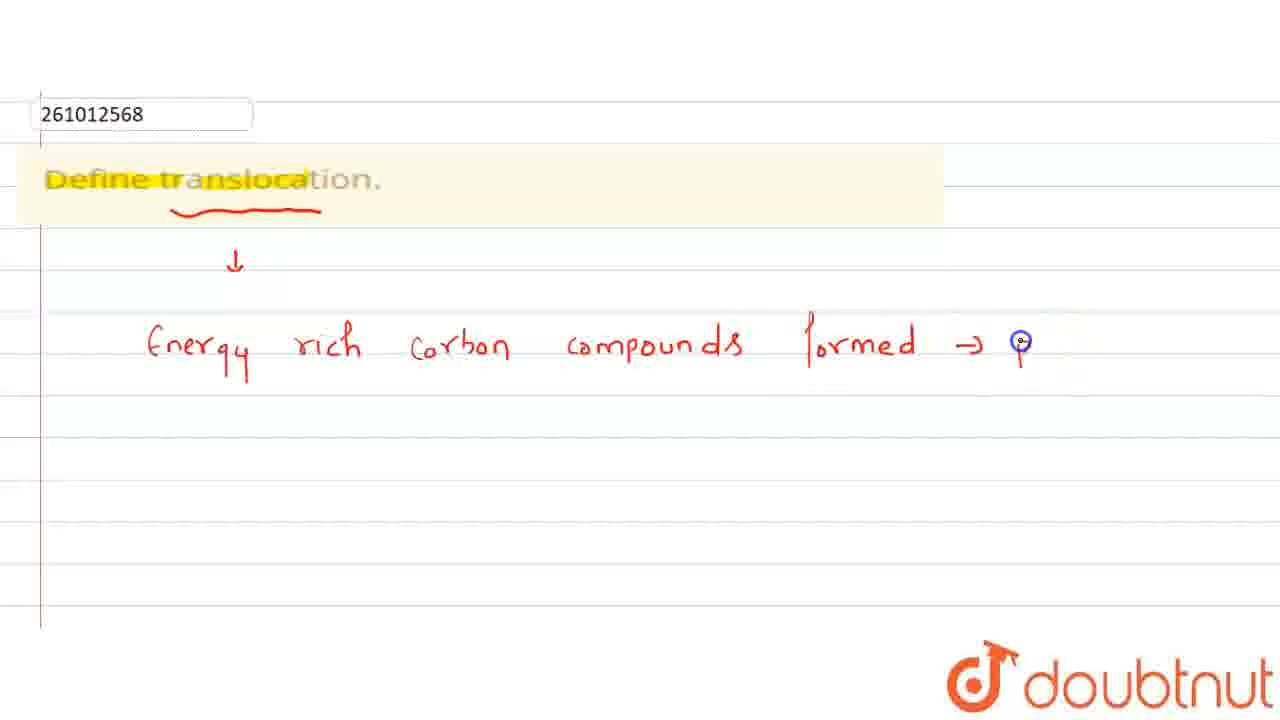 261012568
Define translocation.
↓
Energy rich carbon compounds formed → p
doubtnut